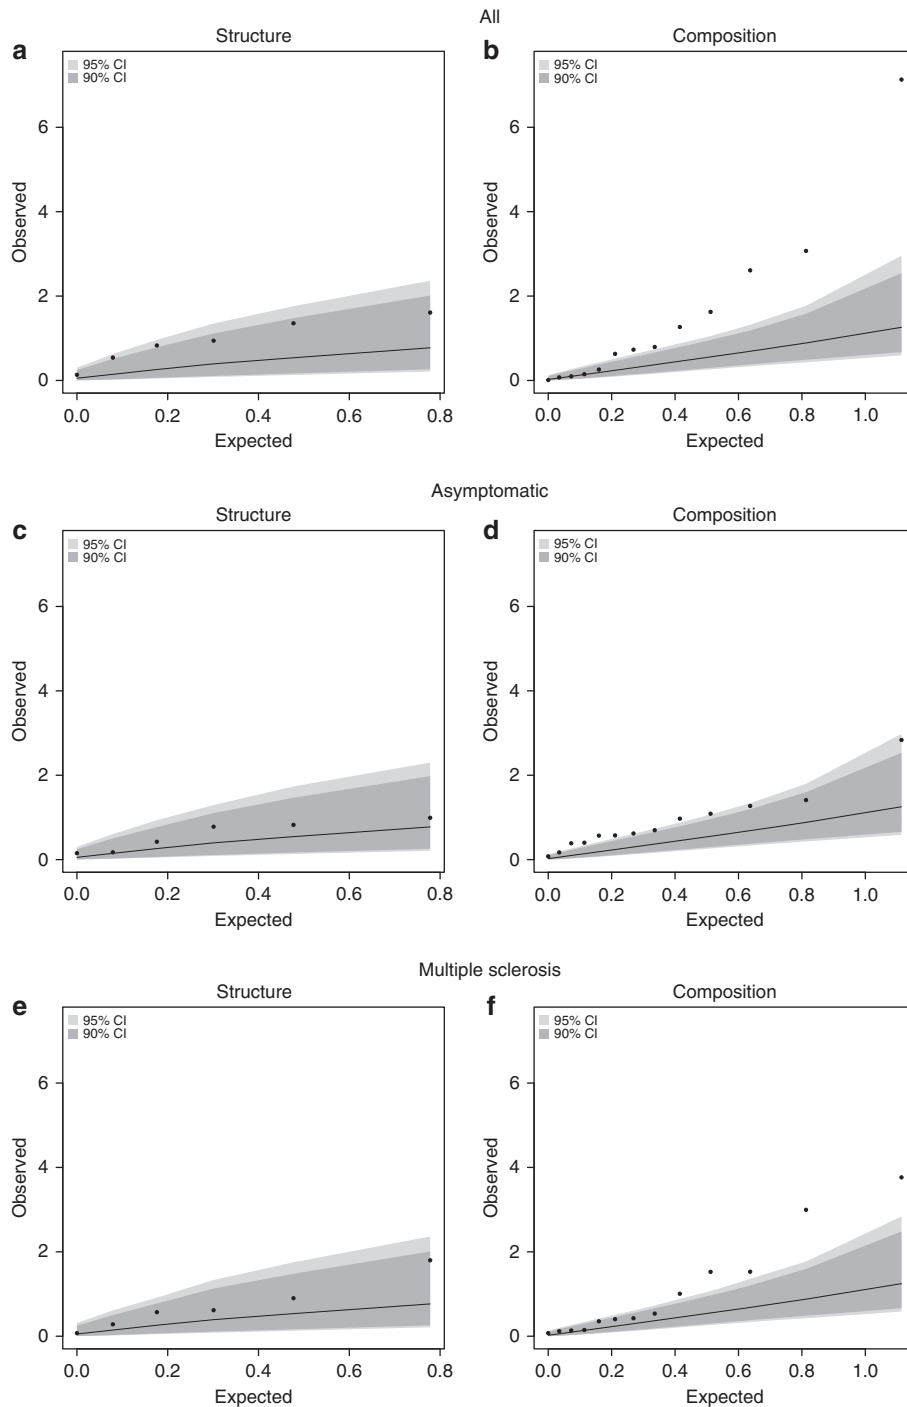 All
a
Structure
95% CI
90% CI
6
4
2
0
Observed
0.0 0.2 0.4 0.6 0.8
Expected
b
Composition
95% CI
90% CI
6
4
2
0
Observed
0.0 0.2 0.4 0.6 0.8 1.0
Expected
Asymptomatic
c
Structure
95% CI
90% CI
6
4
2
0
Observed
0.0 0.2 0.4 0.6 0.8
Expected
d
Composition
95% CI
90% CI
6
4
2
0
Observed
0.0 0.2 0.4 0.6 0.8 1.0
Expected
Multiple sclerosis
e
Structure
95% CI
90% CI
6
4
2
0
Observed
0.0 0.2 0.4 0.6 0.8
Expected
f
Composition
95% CI
90% CI
6
4
2
0
Observed
0.0 0.2 0.4 0.6 0.8 1.0
Expected